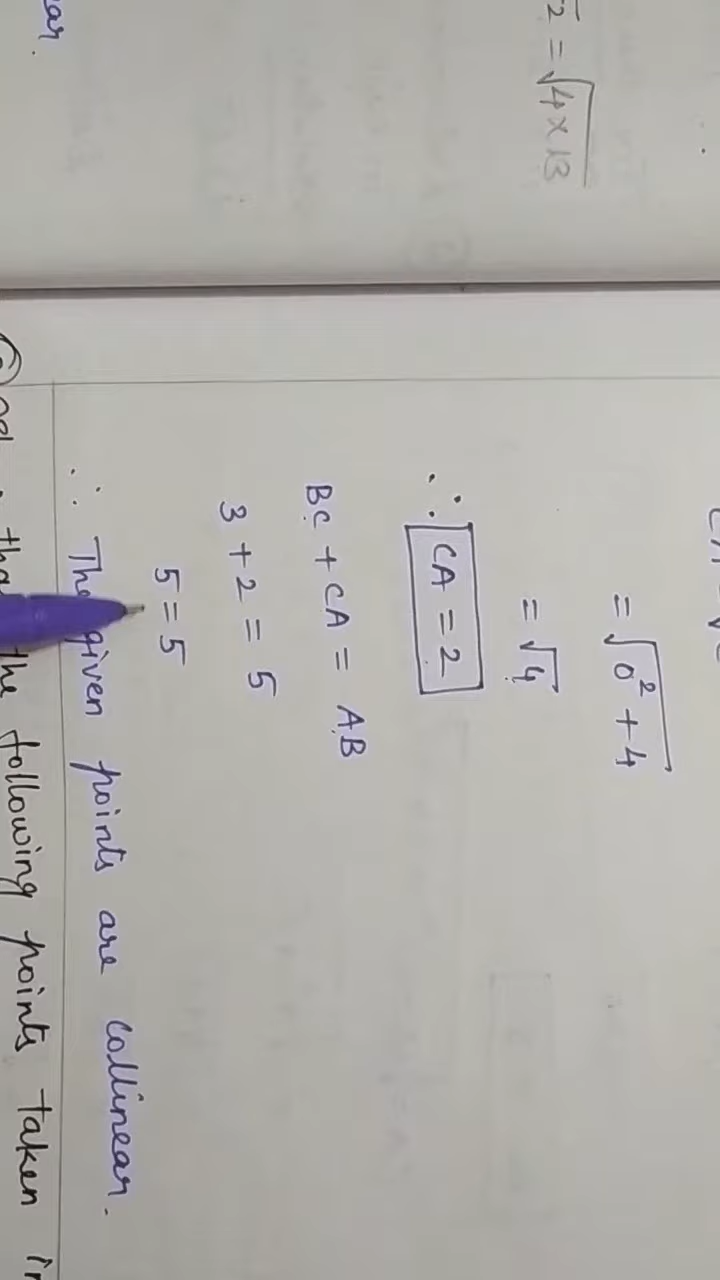 = √4×13
= √0² + 4
= √4
∴ CA = 2
BC + CA = AB
3 + 2 = 5
5 = 5
∴ The given points are collinear.
the following points taken in